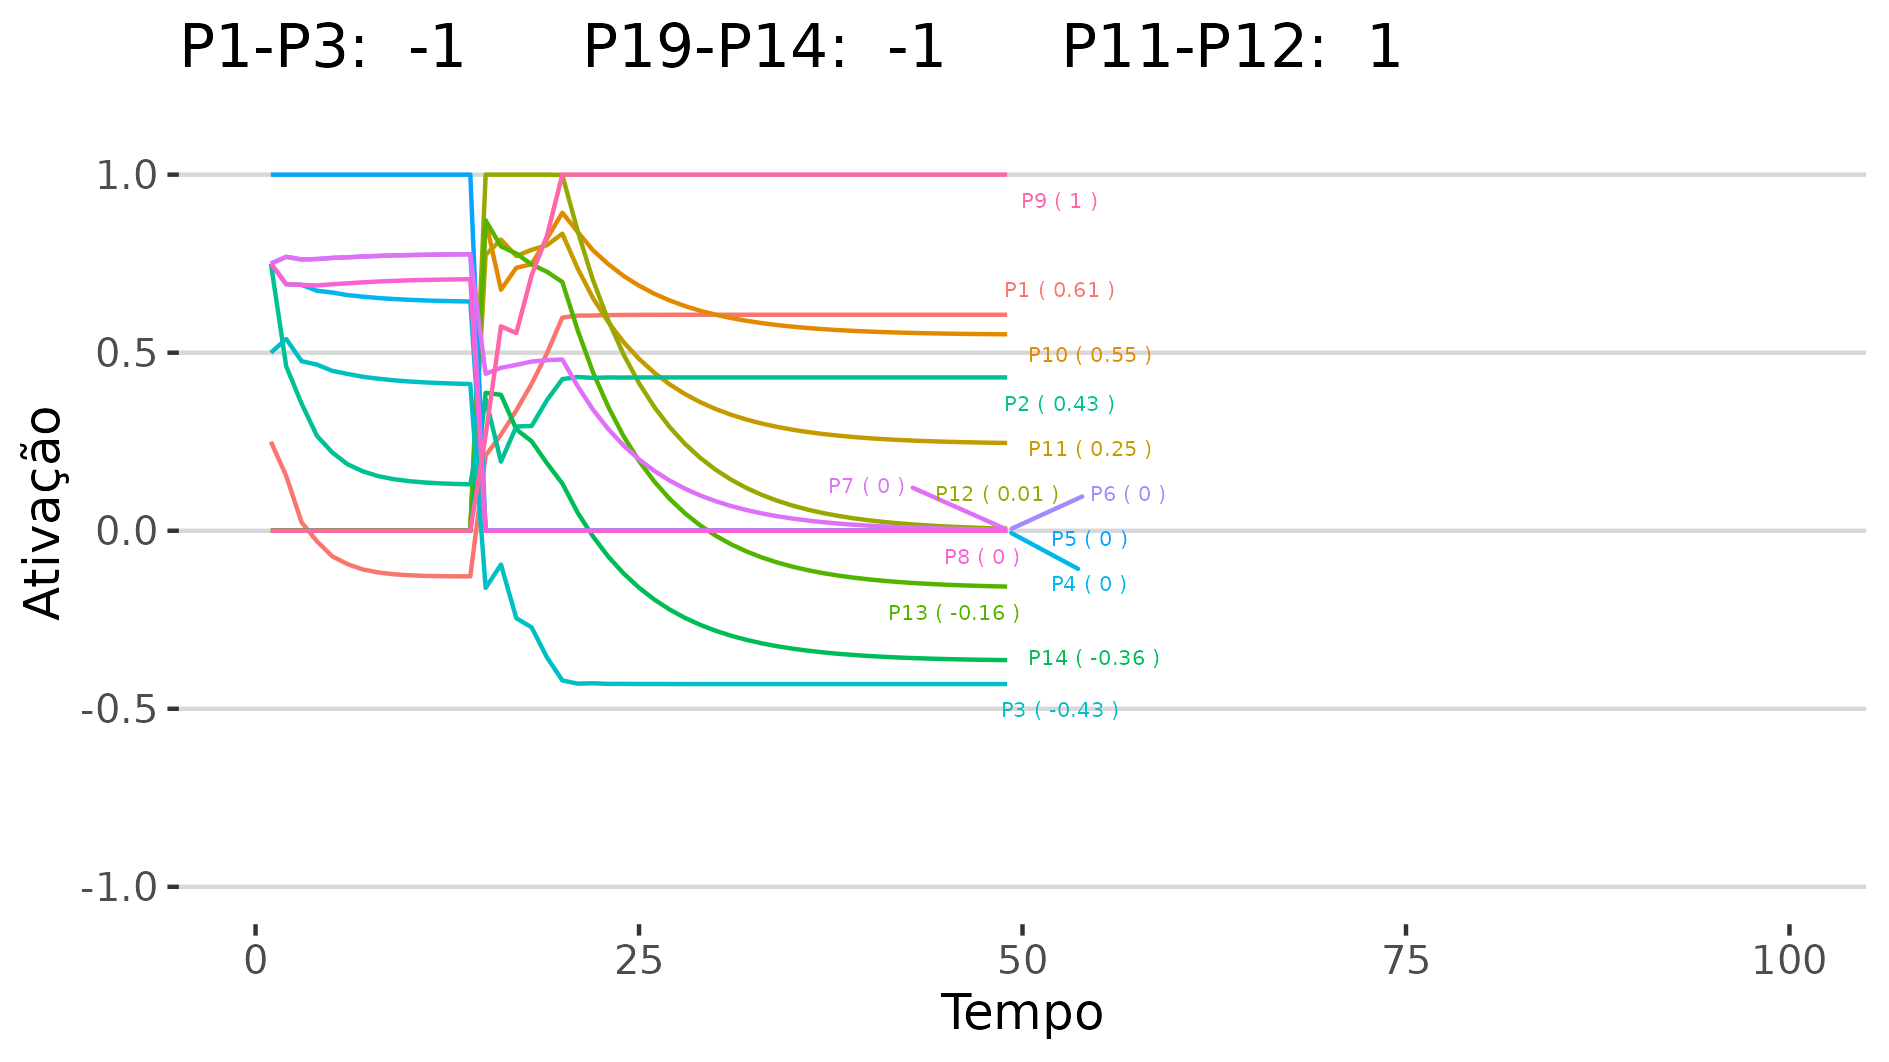 P1-P3: -1 P19-P14: -1 P11-P12: 1
1.0
P9 ( 1 )
P1 ( 0.61 )
0.5
P10 ( 0.55 )
P2 ( 0.43 )
P11 ( 0.25 )
P7 ( 0 ) P12 ( 0.01 ) P6 ( 0 )
0.0
P5 ( 0 )
P8 ( 0 )
P4 ( 0 )
P13 ( -0.16 )
P14 ( -0.36 )
-0.5
P3 ( -0.43 )
-1.0
Ativação
0 25 50 75 100
Tempo